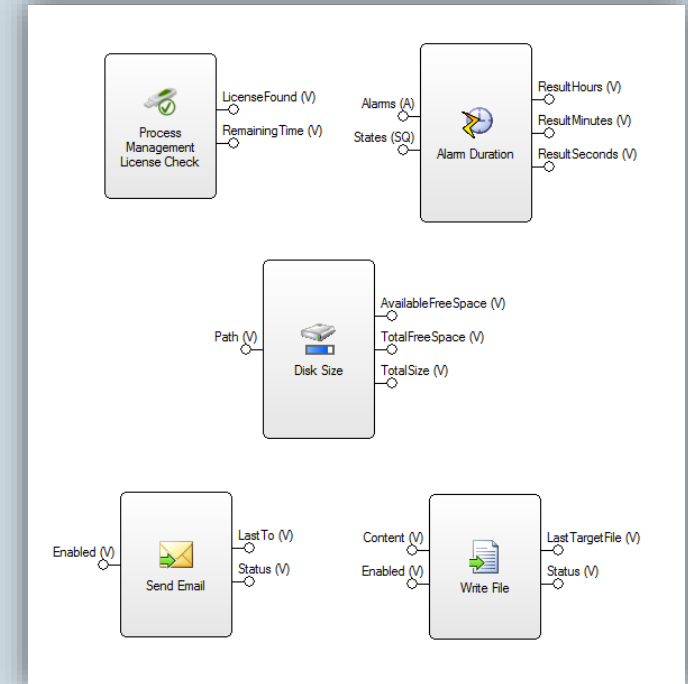 LicenseFound (V)
RemainingTime (V)
Process
Management
License Check
Alarms (A)
States (SQ)
Alarm Duration
ResultHours (V)
ResultMinutes (V)
ResultSeconds (V)
Path (V)
Disk Size
AvailableFreeSpace (V)
TotalFreeSpace (V)
TotalSize (V)
Enabled (V)
Send Email
LastTo (V)
Status (V)
Content (V)
Enabled (V)
Write File
LastTargetFile (V)
Status (V)